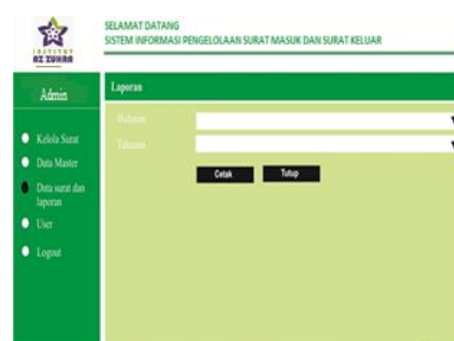 SELAMAT DATANG
SISTEM INFORMASI PENGELOLAAN SURAT MASUK DAN SURAT KELUAR
INSTITUT
AZ ZUHRA
Admin
Laporan
Bulanan
Tahunan
Cetak Tutup
Kelola Surat
Data Master
Data surat dan
laporan
User
Logout